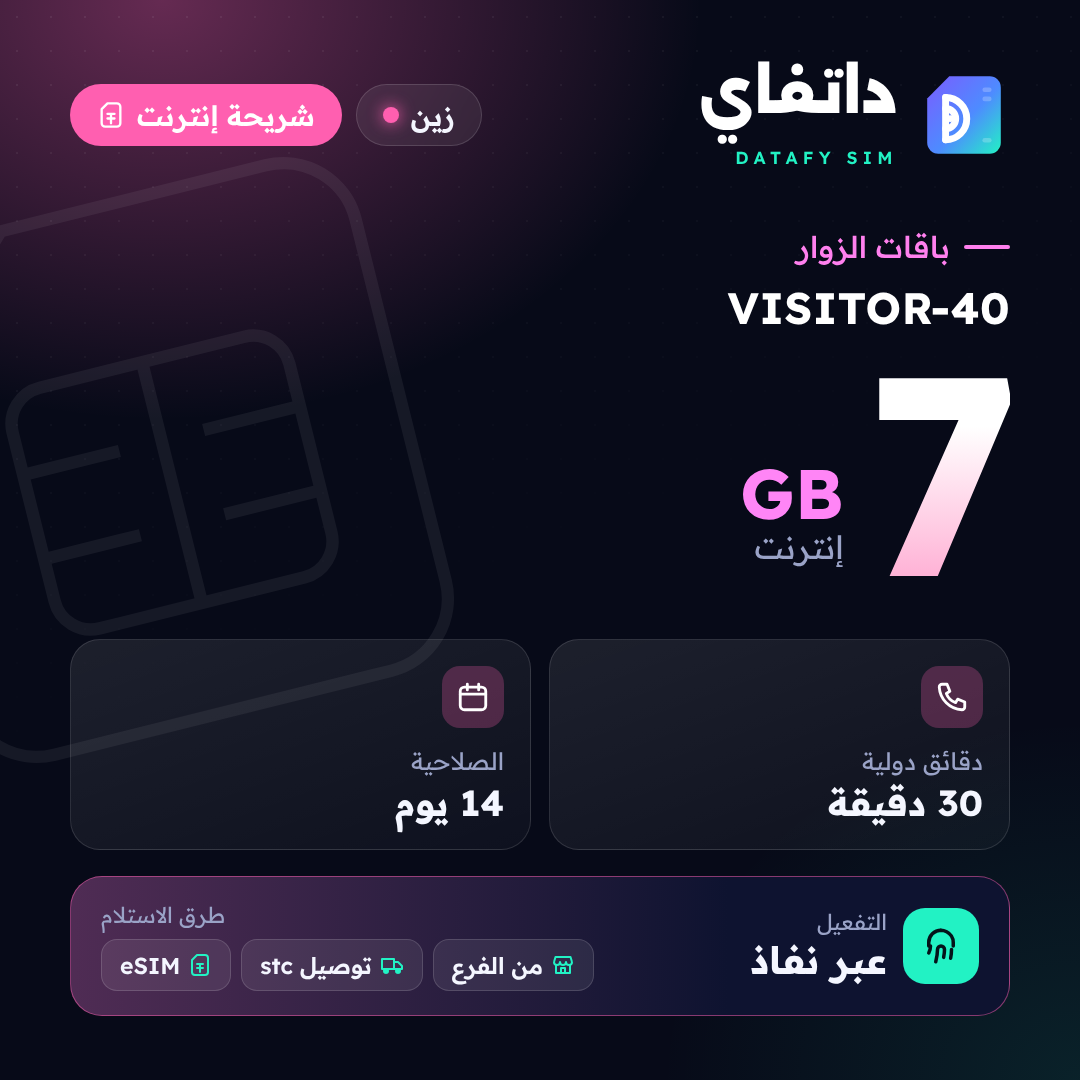 داتفاي
DATAFY SIM
زين
شريحة إنترنت
باقات الزوار
VISITOR-40
7
GB
إنترنت
دقائق دولية
30 دقيقة
الصلاحية
14 يوم
التفعيل
عبر نفاذ
طرق الاستلام
من الفرع
توصيل stc
eSIM